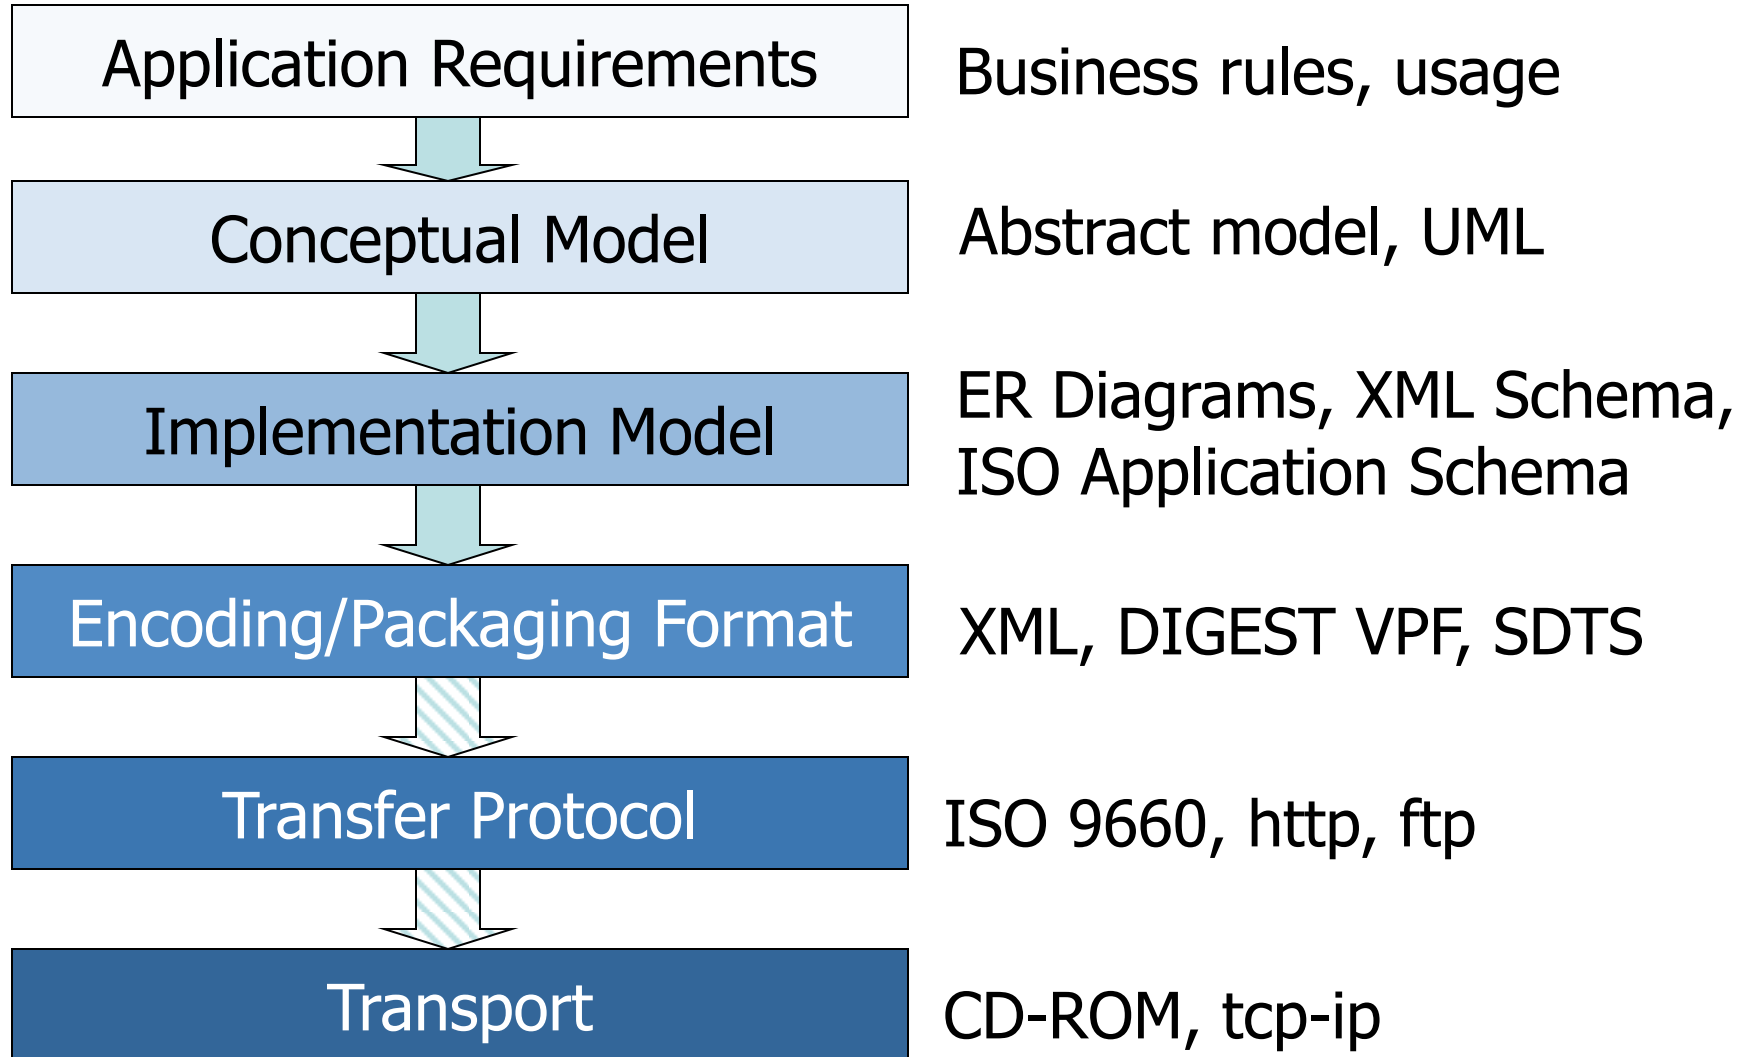 Application Requirements
Business rules, usage
Conceptual Model
Abstract model, UML
Implementation Model
ER Diagrams, XML Schema,
ISO Application Schema
Encoding/Packaging Format
XML, DIGEST VPF, SDTS
Transfer Protocol
ISO 9660, http, ftp
Transport
CD-ROM, tcp-ip